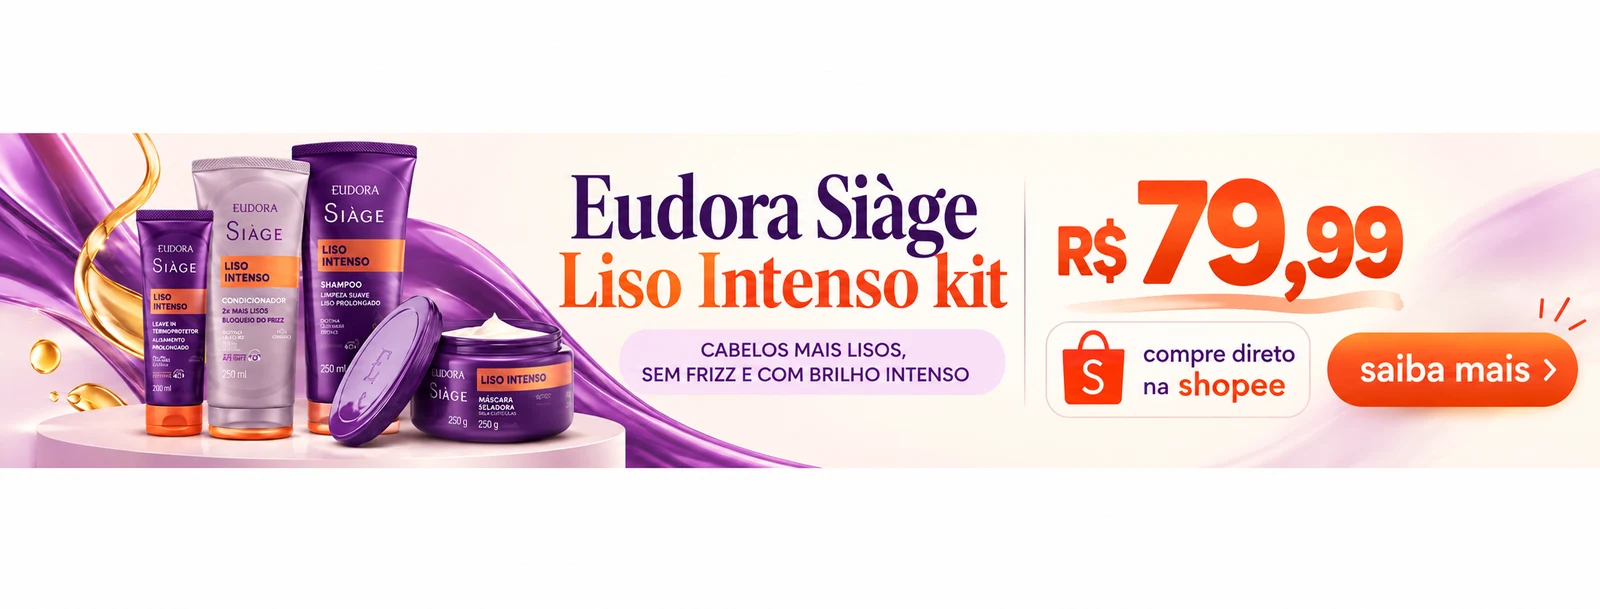 EUDORA
SIÀGE
LISO
INTENSO
LEAVE IN
TERMOPROTETOR
ALISAMENTO
PROLONGADO
200 ml
EUDORA
SIÀGE
LISO
INTENSO
CONDICIONADOR
2x MAIS LISOS
BLOQUEIO DO FRIZZ
250 ml
EUDORA
SIÀGE
LISO
INTENSO
SHAMPOO
LIMPEZA SUAVE
LISO PROLONGADO
250 ml
EUDORA
SIÀGE
250 g
LISO INTENSO
MÁSCARA
SELADORA
250 g
Eudora Siàge
Liso Intenso kit
CABELOS MAIS LISOS,
SEM FRIZZ E COM BRILHO INTENSO
R$ 79,99
S
compre direto
na shopee
saiba mais >